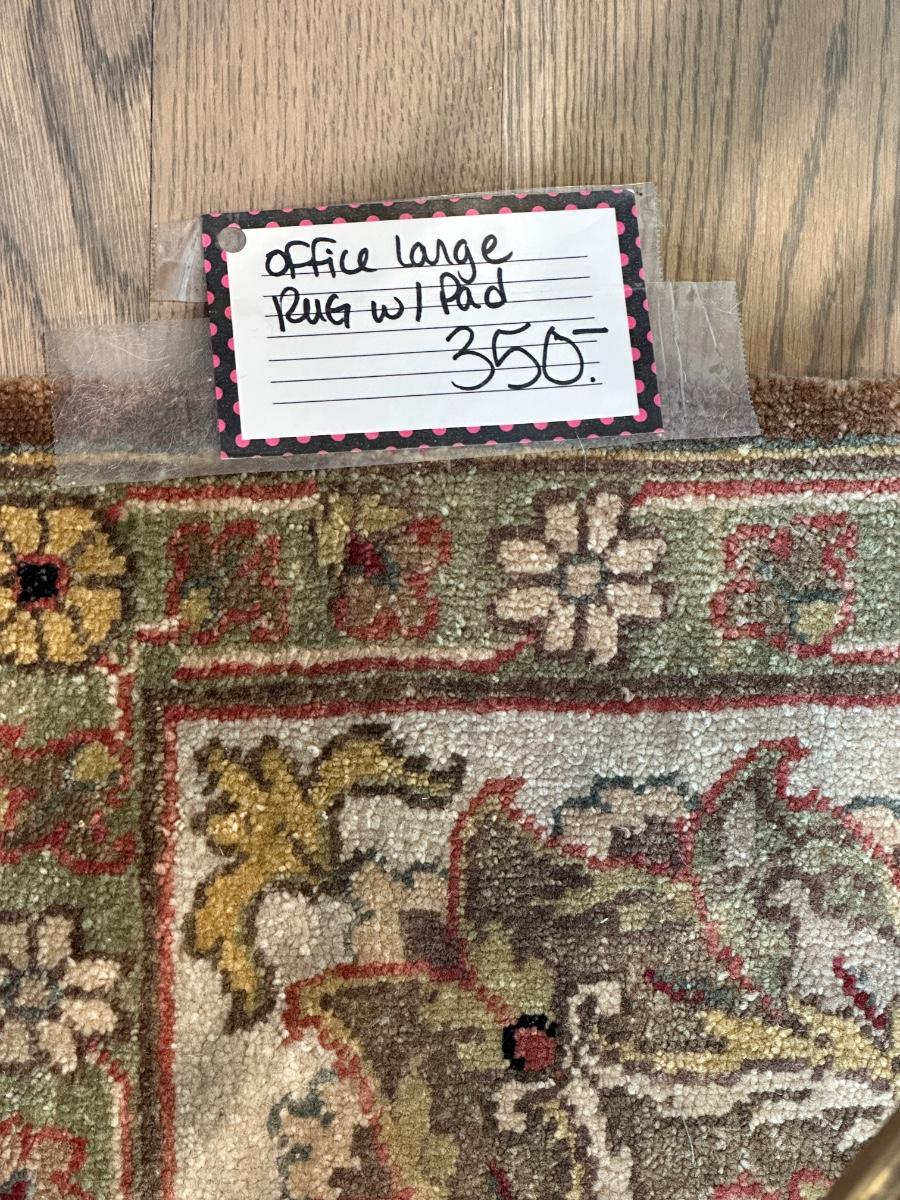 office large
RUG w/ Pad
350.-